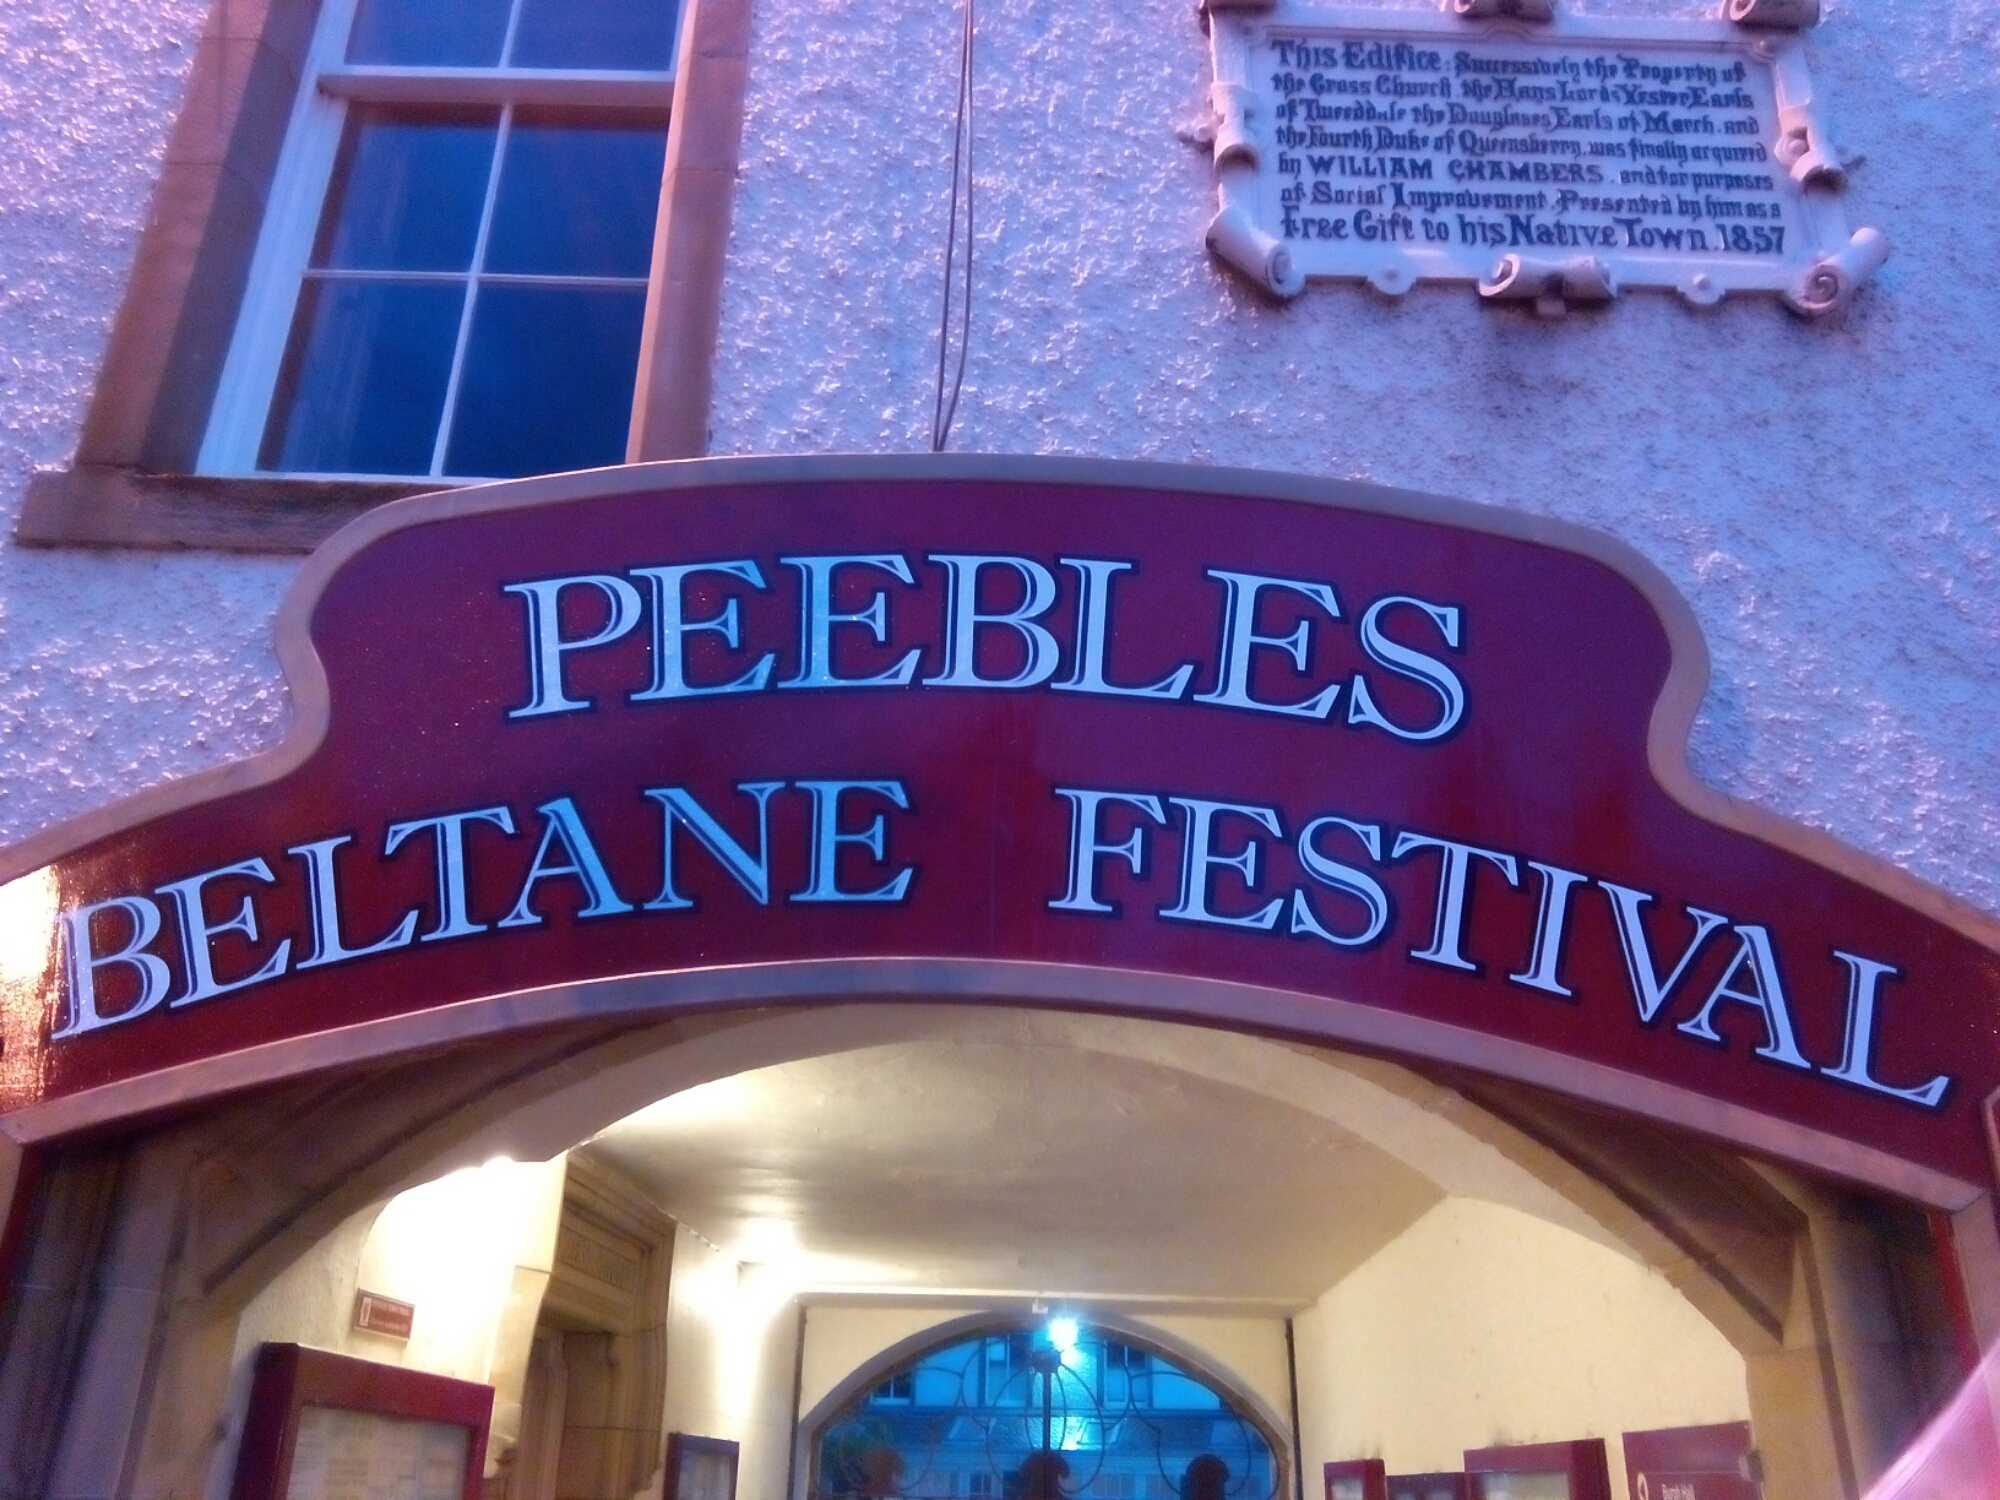 This Edifice: Successively the Property of
the Cross Church the Hays Lords Yester Earls
of Tweeddale the Douglases Earls of March. and
the Fourth Duke of Queensberry. was finally acquired
by WILLIAM CHAMBERS. and for purposes
of Social Improvement. Presented by him as a
Free Gift to his Native Town. 1857
PEEBLES
BELTANE FESTIVAL
Burgh Hall